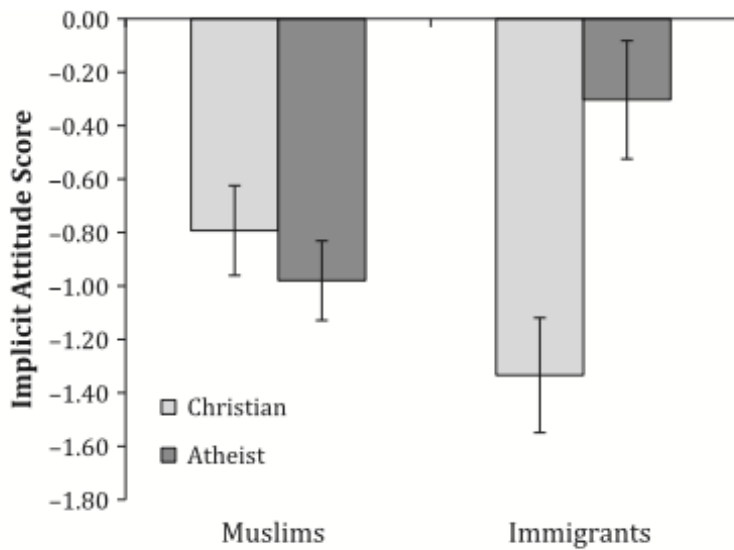 Implicit Attitude Score
0.00
−0.20
−0.40
−0.60
−0.80
−1.00
−1.20
−1.40
−1.60
−1.80
Christian
Atheist
Muslims
Immigrants